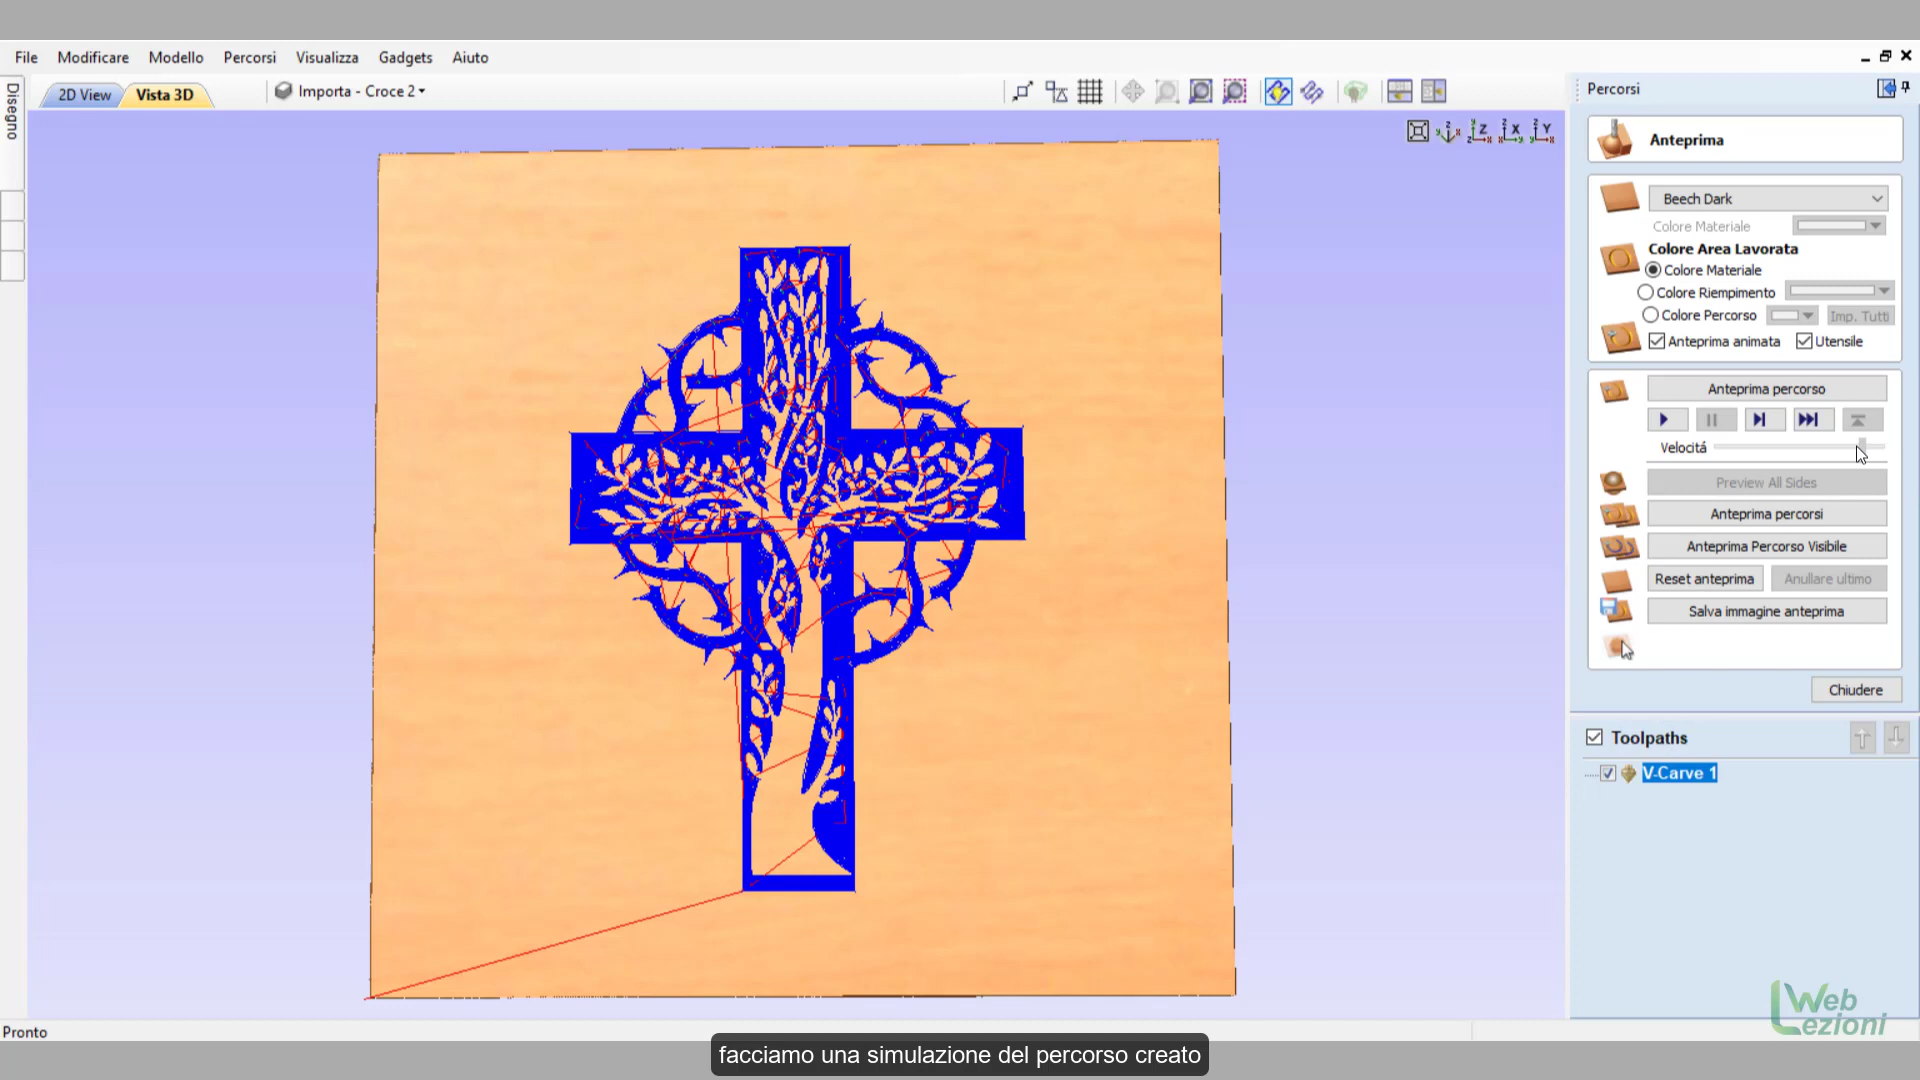 File Modificare Modello Percorsi Visualizza Gadgets Aiuto
Disegno
2D View Vista 3D Importa - Croce 2
Percorsi
Anteprima
Beech Dark
Colore Materiale
Colore Area Lavorata
Colore Materiale
Colore Riempimento
Colore Percorso Imp. Tutti
Anteprima animata Utensile
Anteprima percorso
Velocitá
Preview All Sides
Anteprima percorsi
Anteprima Percorso Visibile
Reset anteprima Anullare ultimo
Salva immagine anteprima
Chiudere
Toolpaths
V-Carve 1
Web
Lezioni
Pronto
facciamo una simulazione del percorso creato